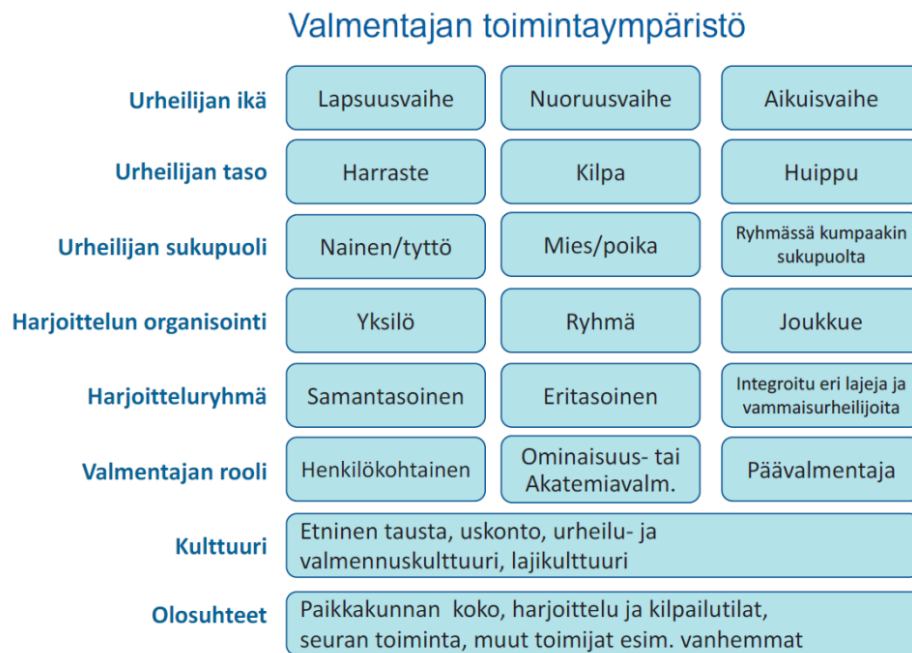 Valmentajan toimintaympäristö
Urheilijan ikä
Lapsuusvaihe
Nuoruusvaihe
Aikuisvaihe
Urheilijan taso
Harraste
Kilpa
Huippu
Urheilijan sukupuoli
Nainen/tyttö
Mies/poika
Ryhmässä kumpaakin
sukupuolta
Harjoittelun organisointi
Yksilö
Ryhmä
Joukkue
Harjoitteluryhmä
Samantasoinen
Eritasoinen
Integroitu eri lajeja ja
vammaisurheilijoita
Valmentajan rooli
Henkilökohtainen
Ominaisuus- tai
Akatemiavalm.
Päävalmentaja
Kulttuuri
Etninen tausta, uskonto, urheilu- ja
valmennuskulttuuri, lajikulttuuri
Olosuhteet
Paikkakunnan koko, harjoittelu ja kilpailutilat,
seuran toiminta, muut toimijat esim. vanhemmat